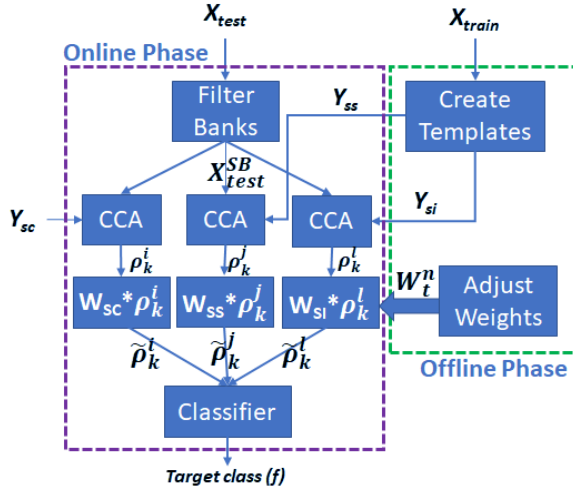 X_test
X_train
Online Phase
Filter
Banks
Y_ss
Create
Templates
X_test^SB
Y_sc
CCA
CCA
CCA
Y_si
ρ_k^i
ρ_k^j
ρ_k^l
W_t^n
W_SC*ρ_k^i
W_SS*ρ_k^j
W_SI*ρ_k^l
Adjust
Weights
ρ̃_k^i
ρ̃_k^j
ρ̃_k^l
Offline Phase
Classifier
Target class (f)